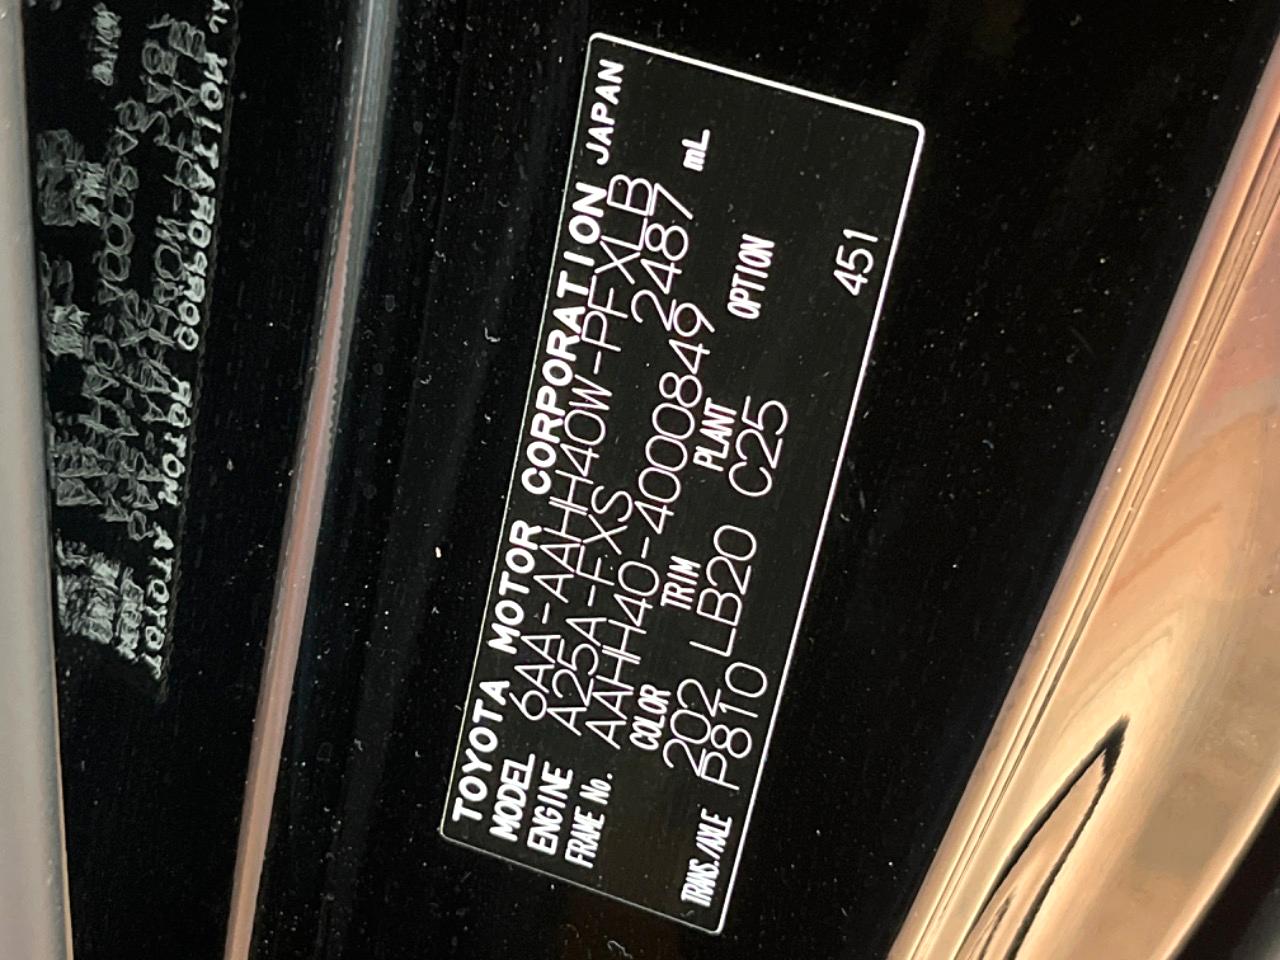 TOYOTA MOTOR CORPORATION JAPAN
MODEL 6AA-AAHH40W-PFXLB
ENGINE A25A-FXS 2487 mL
FRAME No. AAHH40-4000849
COLOR TRIM PLANT OPTION
202 LB20 C25
TRANS./AXLE P810
451